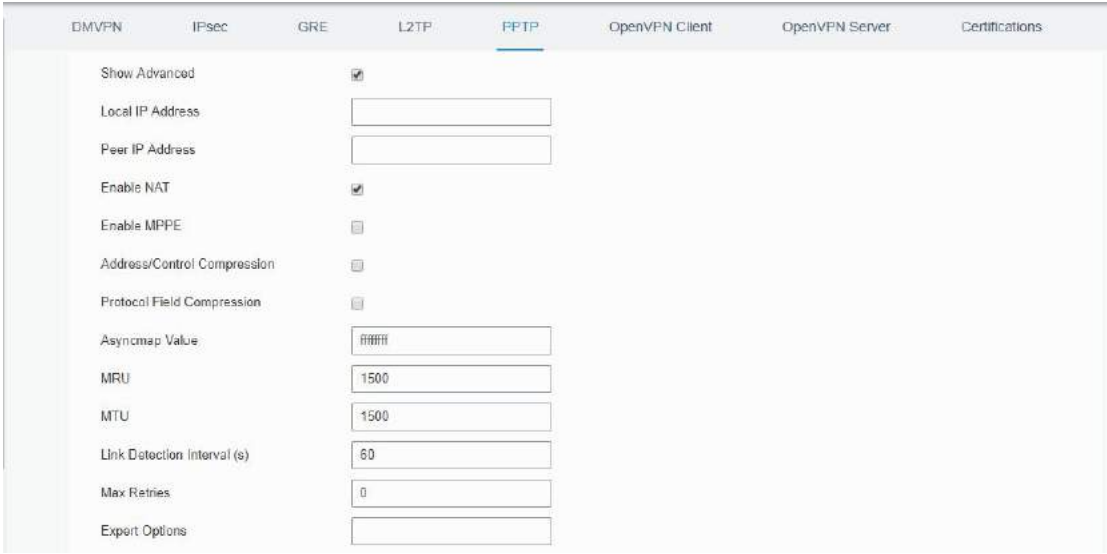 DMVPN IPsec GRE L2TP PPTP OpenVPN Client OpenVPN Server Certifications
Show Advanced
Local IP Address
Peer IP Address
Enable NAT
Enable MPPE
Address/Control Compression
Protocol Field Compression
Asyncmap Value ffffffff
MRU 1500
MTU 1500
Link Detection Interval (s) 60
Max Retries 0
Expert Options